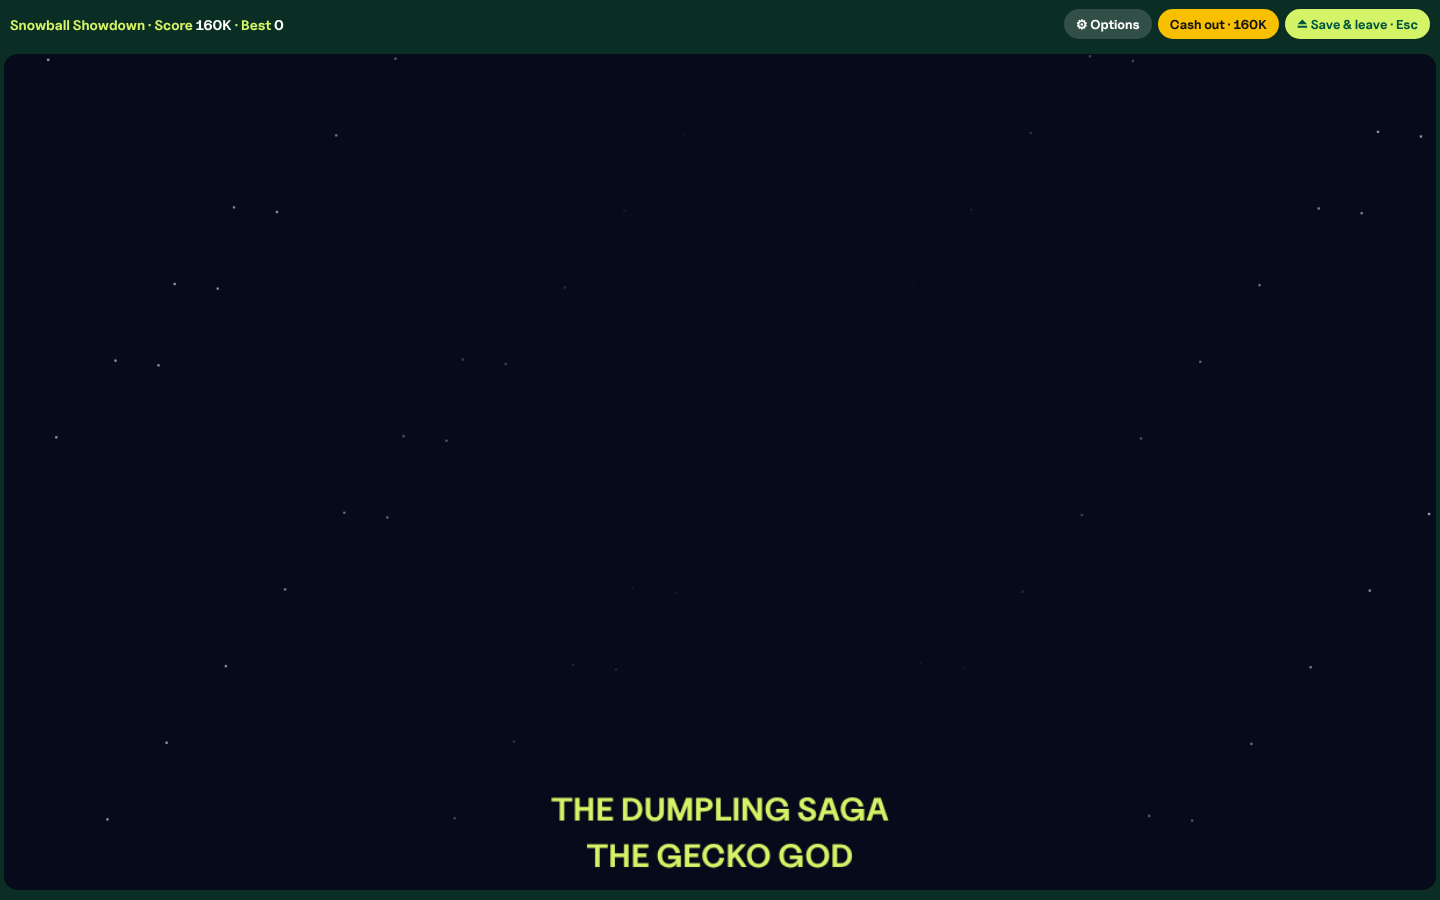 Snowball Showdown · Score 160K · Best 0
⚙ Options
Cash out · 160K
⏏ Save & leave · Esc
THE DUMPLING SAGA
THE GECKO GOD